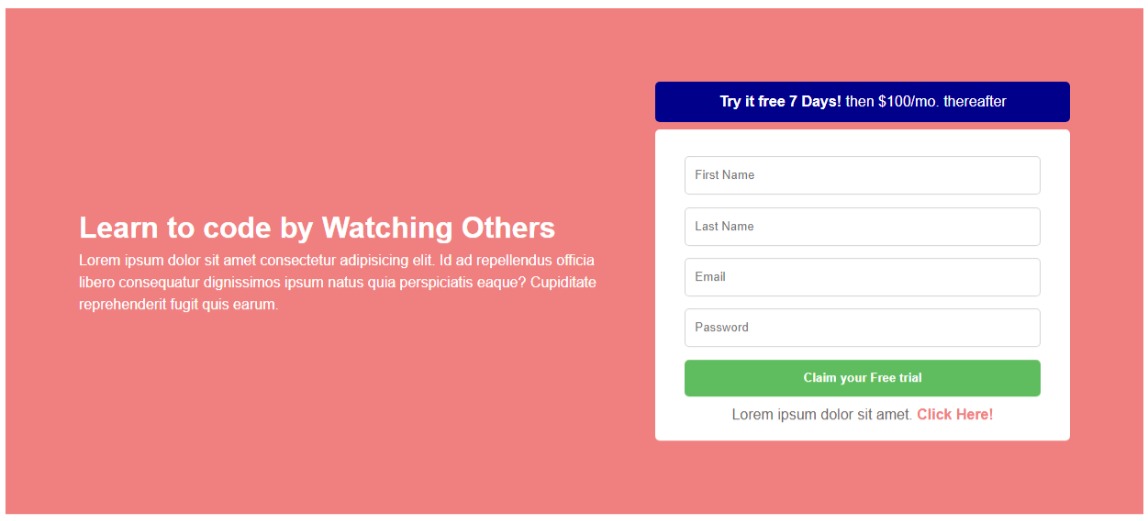 Learn to code by Watching Others
Lorem ipsum dolor sit amet consectetur adipisicing elit. Id ad repellendus officia
libero consequatur dignissimos ipsum natus quia perspiciatis eaque? Cupiditate
reprehenderit fugit quis earum.
Try it free 7 Days! then $100/mo. thereafter
First Name
Last Name
Email
Password
Claim your Free trial
Lorem ipsum dolor sit amet. Click Here!